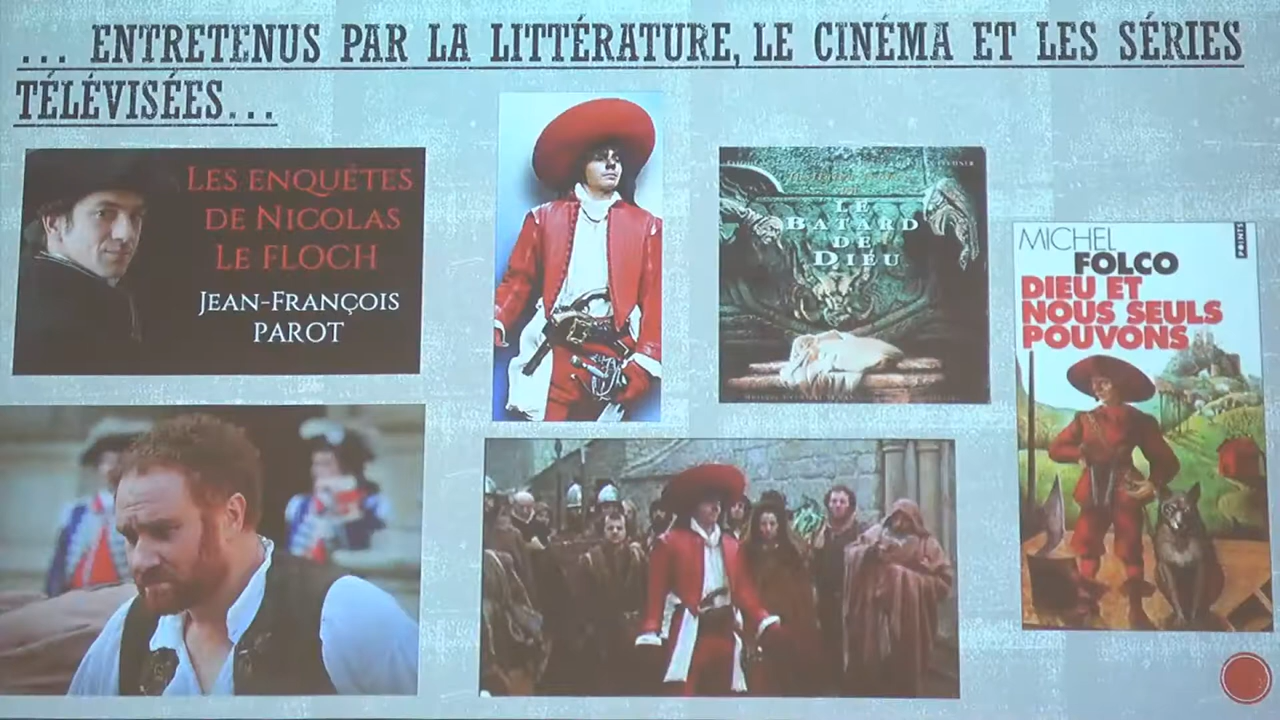 ... ENTRETENUS PAR LA LITTÉRATURE, LE CINÉMA ET LES SÉRIES
TÉLÉVISÉES...
LES ENQUÊTES
DE NICOLAS
LE FLOCH
JEAN-FRANÇOIS
PAROT
LE
BATARD
DE
DIEU
MICHEL
FOLCO
POINTS
DIEU ET
NOUS SEULS
POUVONS